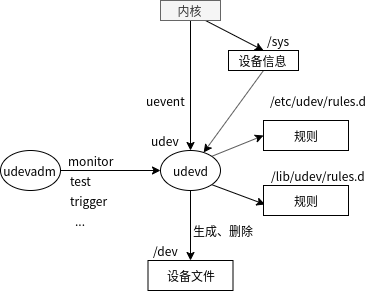 内核
/sys
设备信息
uevent
/etc/udev/rules.d
udev
规则
udevadm
monitor
test
trigger
...
udevd
/lib/udev/rules.d
规则
生成、删除
/dev
设备文件